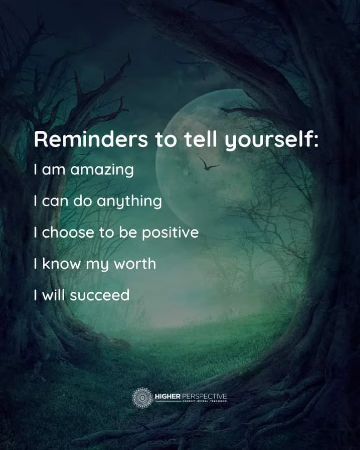 Reminders to tell yourself:
I am amazing
I can do anything
I choose to be positive
I know my worth
I will succeed
HIGHER PERSPECTIVE